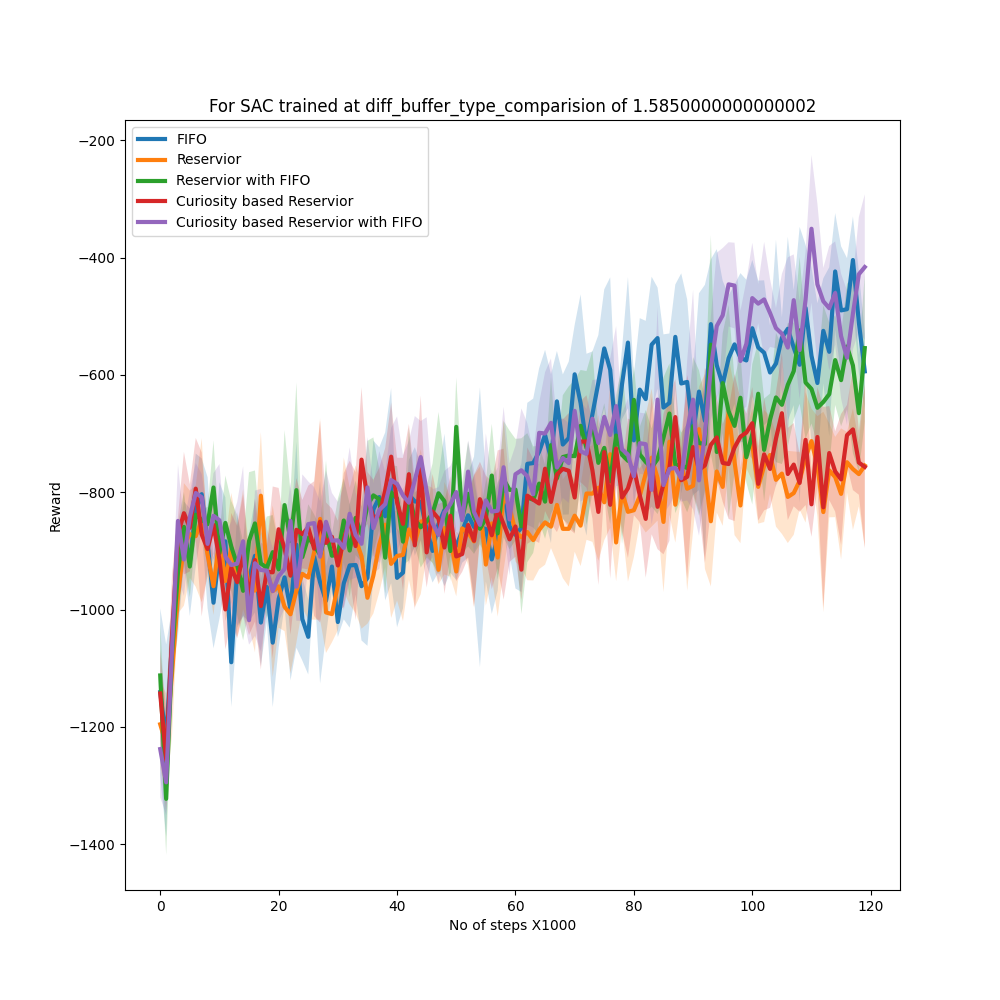 For SAC trained at diff_buffer_type_comparision of 1.5850000000000002
−200
−400
−600
−800
−1000
−1200
−1400
Reward
FIFO
Reservior
Reservior with FIFO
Curiosity based Reservior
Curiosity based Reservior with FIFO
0 20 40 60 80 100 120
No of steps X1000